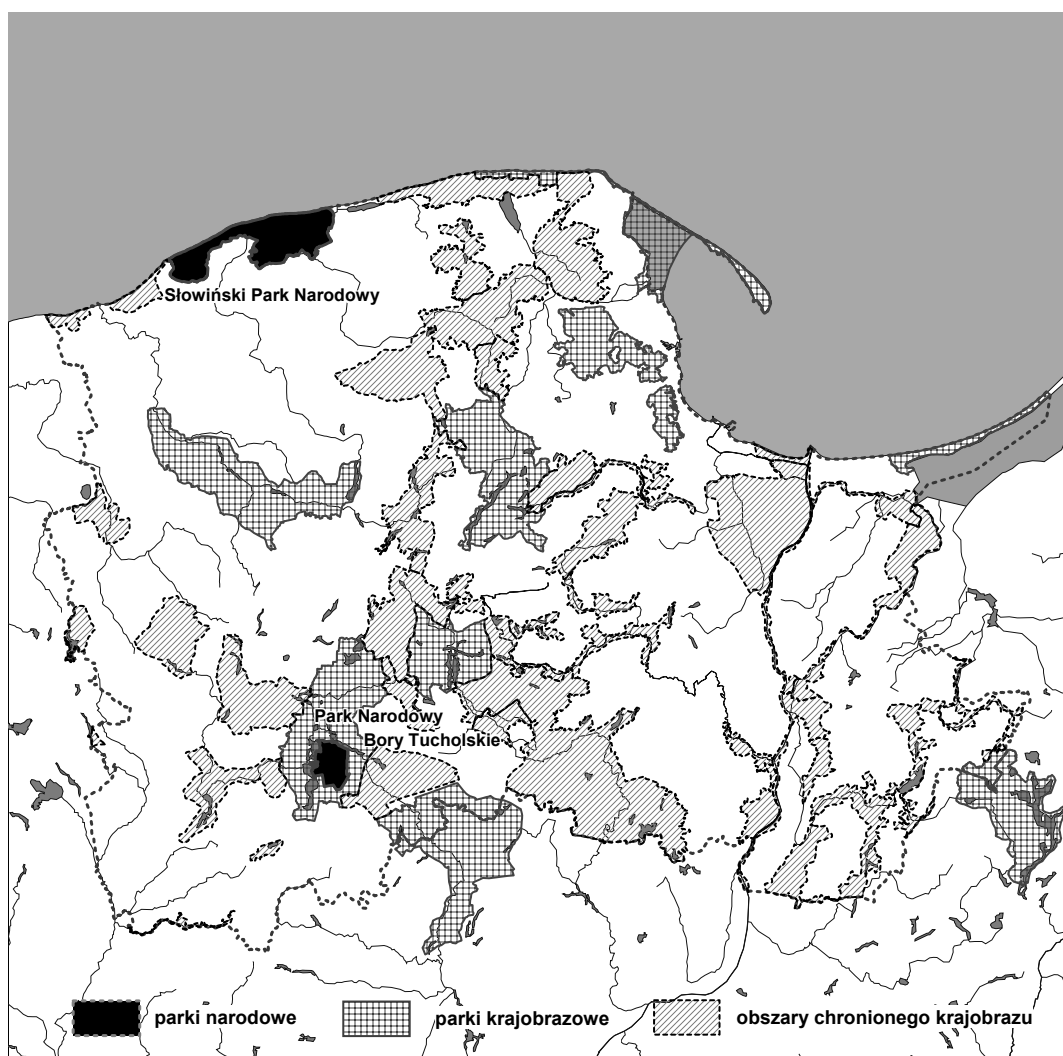 Słowiński Park Narodowy
Park Narodowy
Bory Tucholskie
parki narodowe
parki krajobrazowe
obszary chronionego krajobrazu